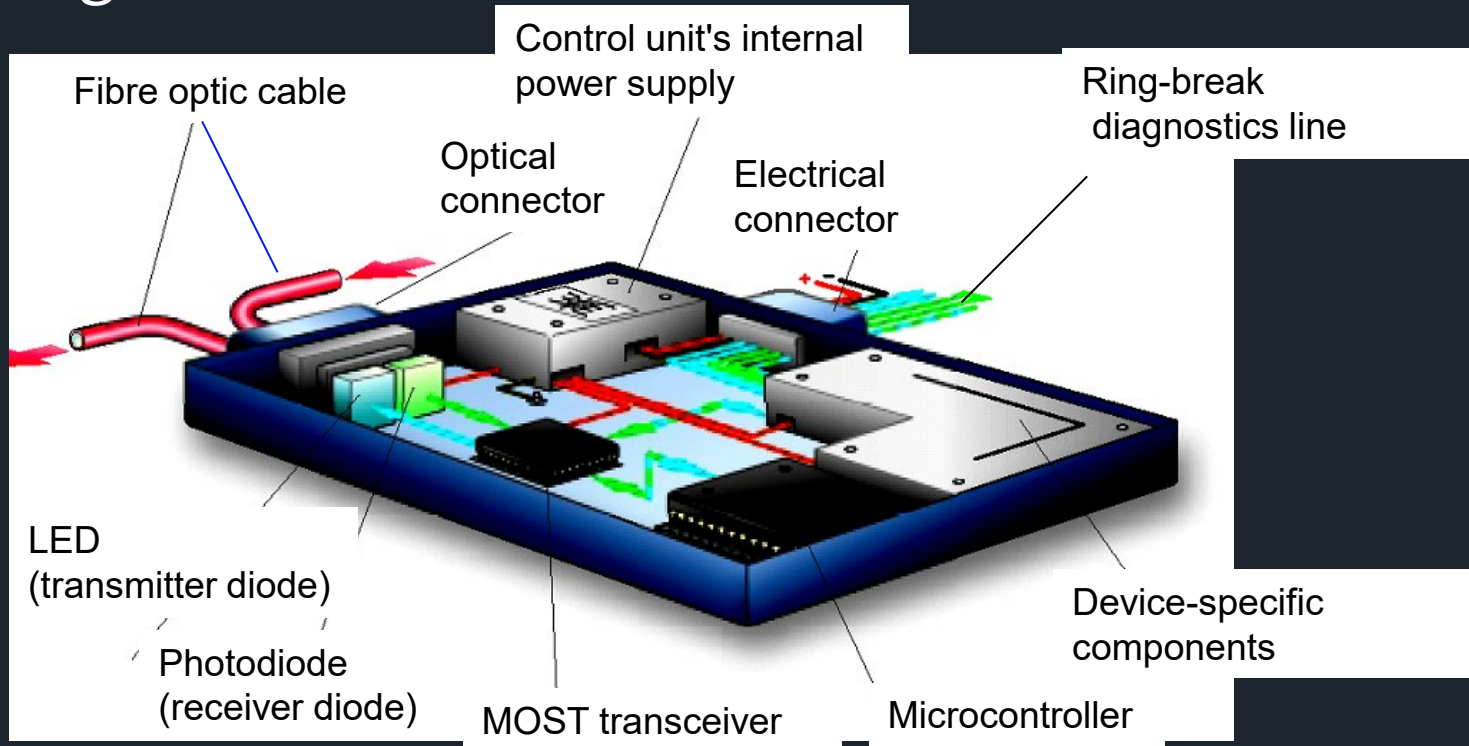 Control unit's internal
power supply
Fibre optic cable
Ring-break
diagnostics line
Optical
connector
Electrical
connector
+ -
LED
(transmitter diode)
Device-specific
components
Photodiode
(receiver diode)
MOST transceiver
Microcontroller